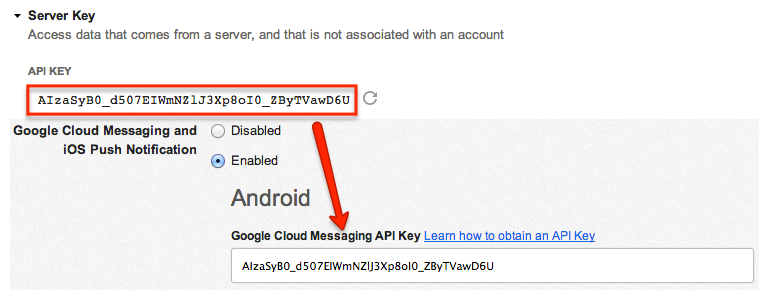 Server Key
Access data that comes from a server, and that is not associated with an account
API KEY
AIzaSyB0_d507EIWmNZlJ3Xp8oI0_ZByTVawD6U
Google Cloud Messaging and
iOS Push Notification
Disabled
Enabled
Android
Google Cloud Messaging API Key Learn how to obtain an API Key
AIzaSyB0_d507EIWmNZlJ3Xp8oI0_ZByTVawD6U